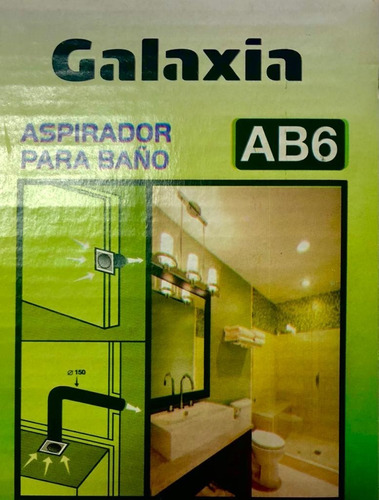 Galaxia
ASPIRADOR
PARA BAÑO
AB6
ø 150